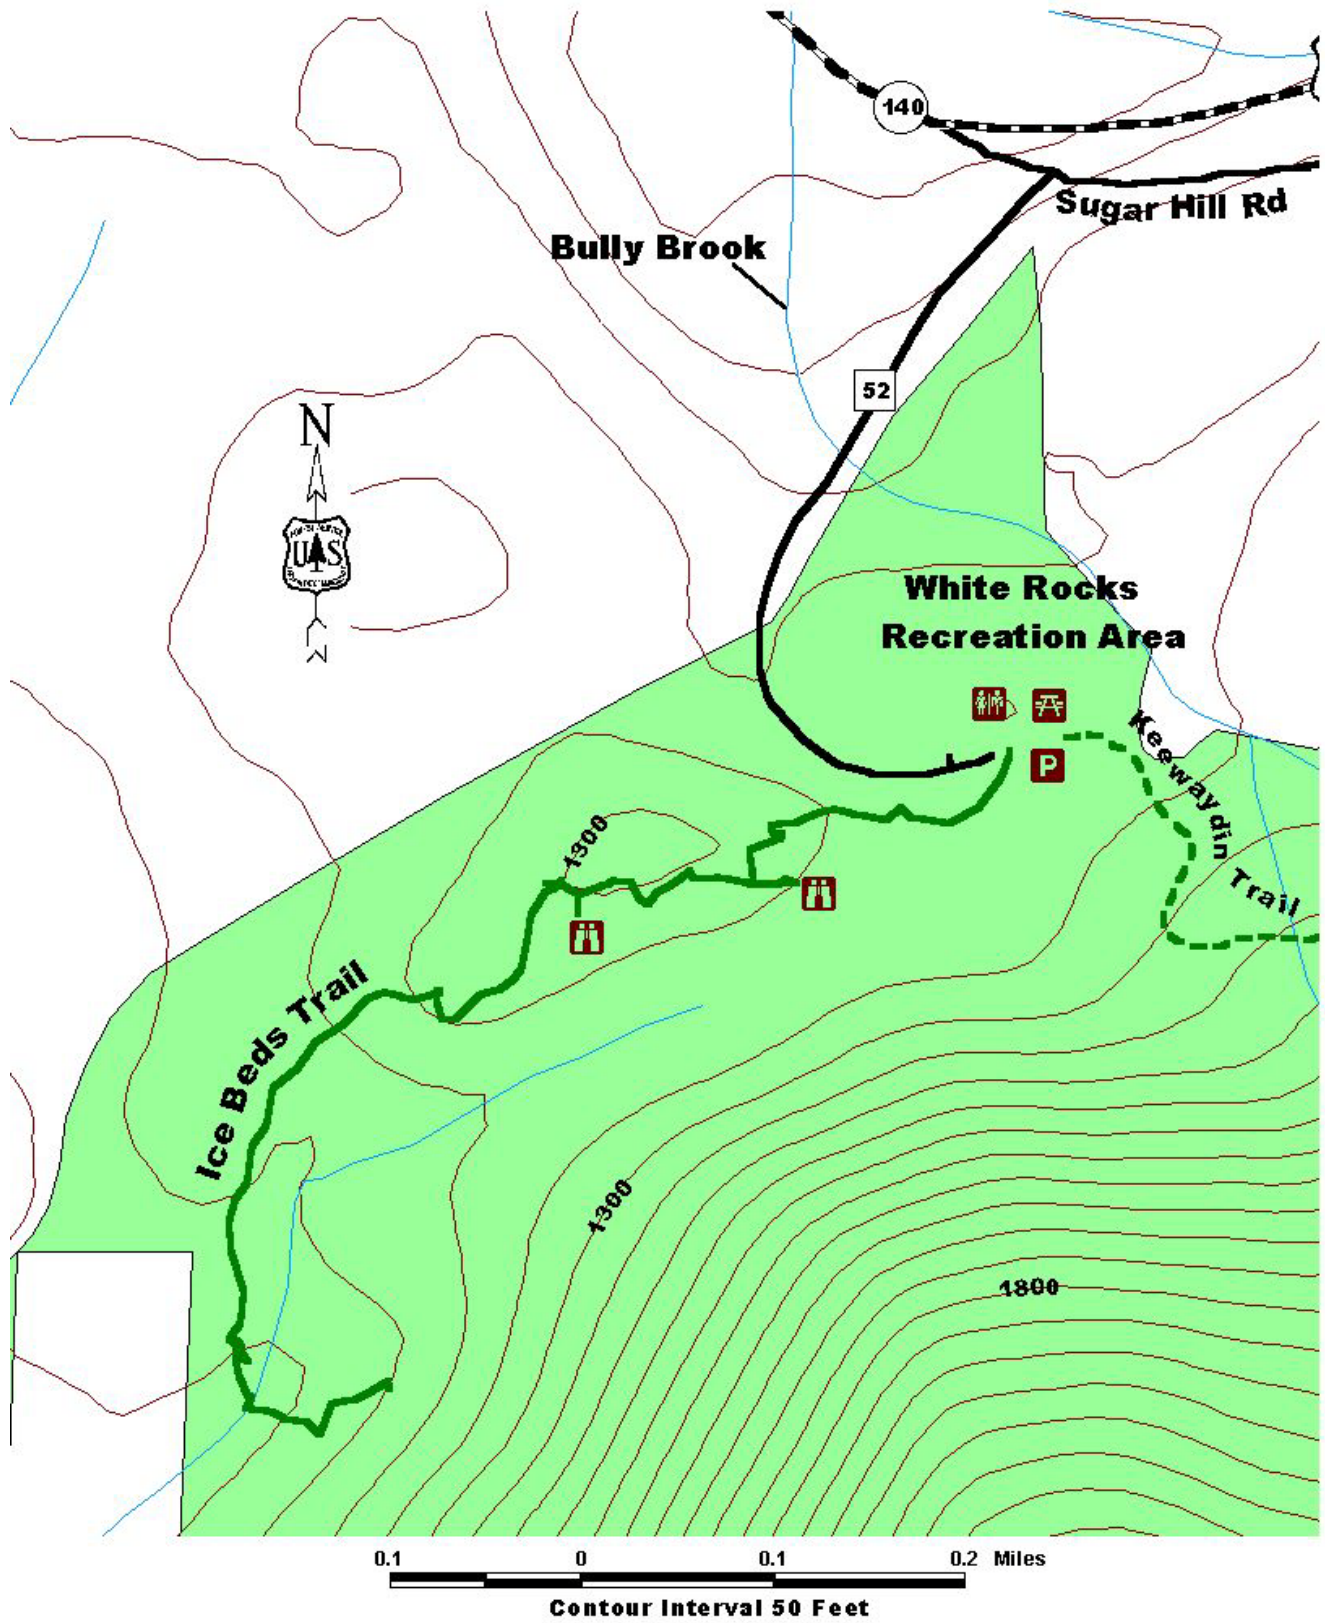 140
Sugar Hill Rd
Bully Brook
52
N
U S
White Rocks
Recreation Area
P
Keewaydin
Trail
1300
Ice Beds Trail
1300
1800
0.1 0 0.1 0.2 Miles
Contour Interval 50 Feet